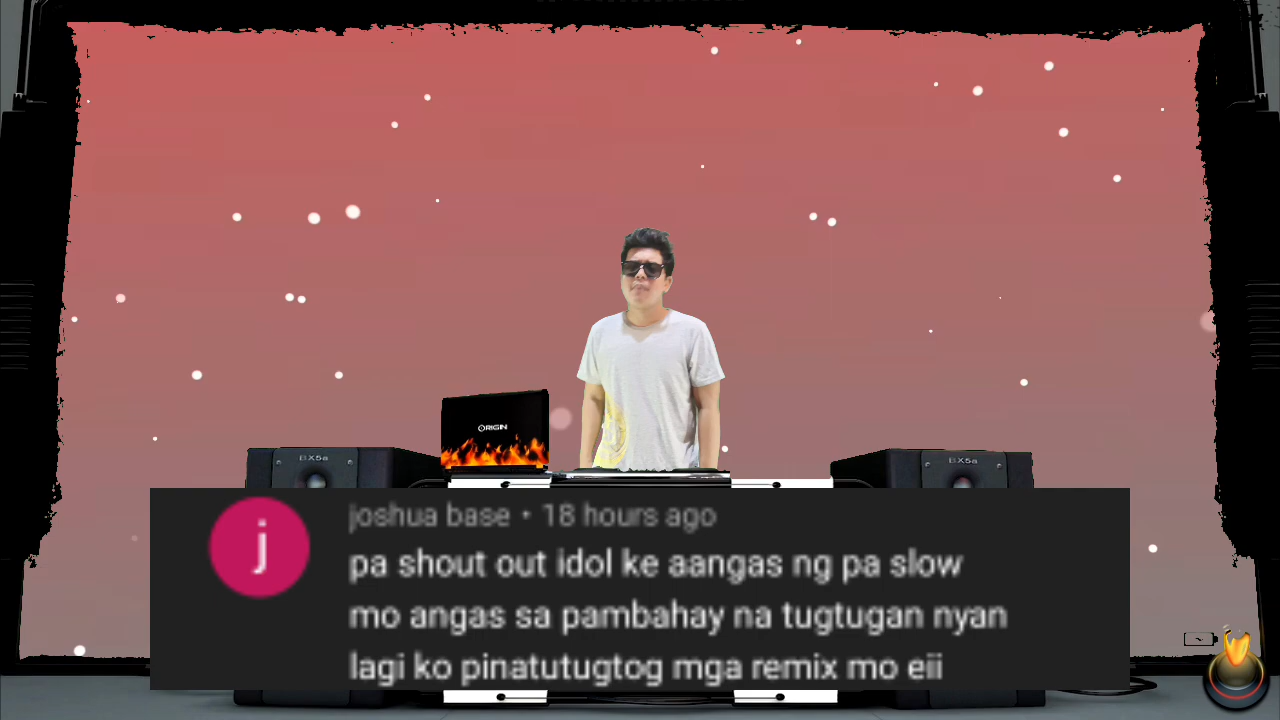 ORIGIN
BX5a
BX5a
joshua base • 18 hours ago
pa shout out idol ke aangas ng pa slow
mo angas sa pambahay na tugtugan nyan
lagi ko pinatutugtog mga remix mo eii
j